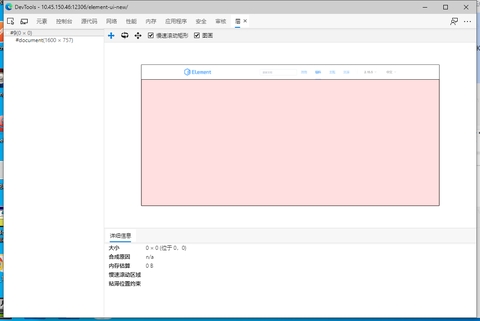 DevTools - 10.45.150.46:12306/element-ui-new/
元素 控制台 源代码 网络 性能 内存 应用程序 安全 审核 层 ×
#9(0 × 0)
#document(1600 × 757)
慢速滚动矩形 图画
Element
详细信息
大小 0 × 0 (位于 0，0)
合成原因 n/a
内存估算 0 B
慢速滚动区域
粘滞位置约束